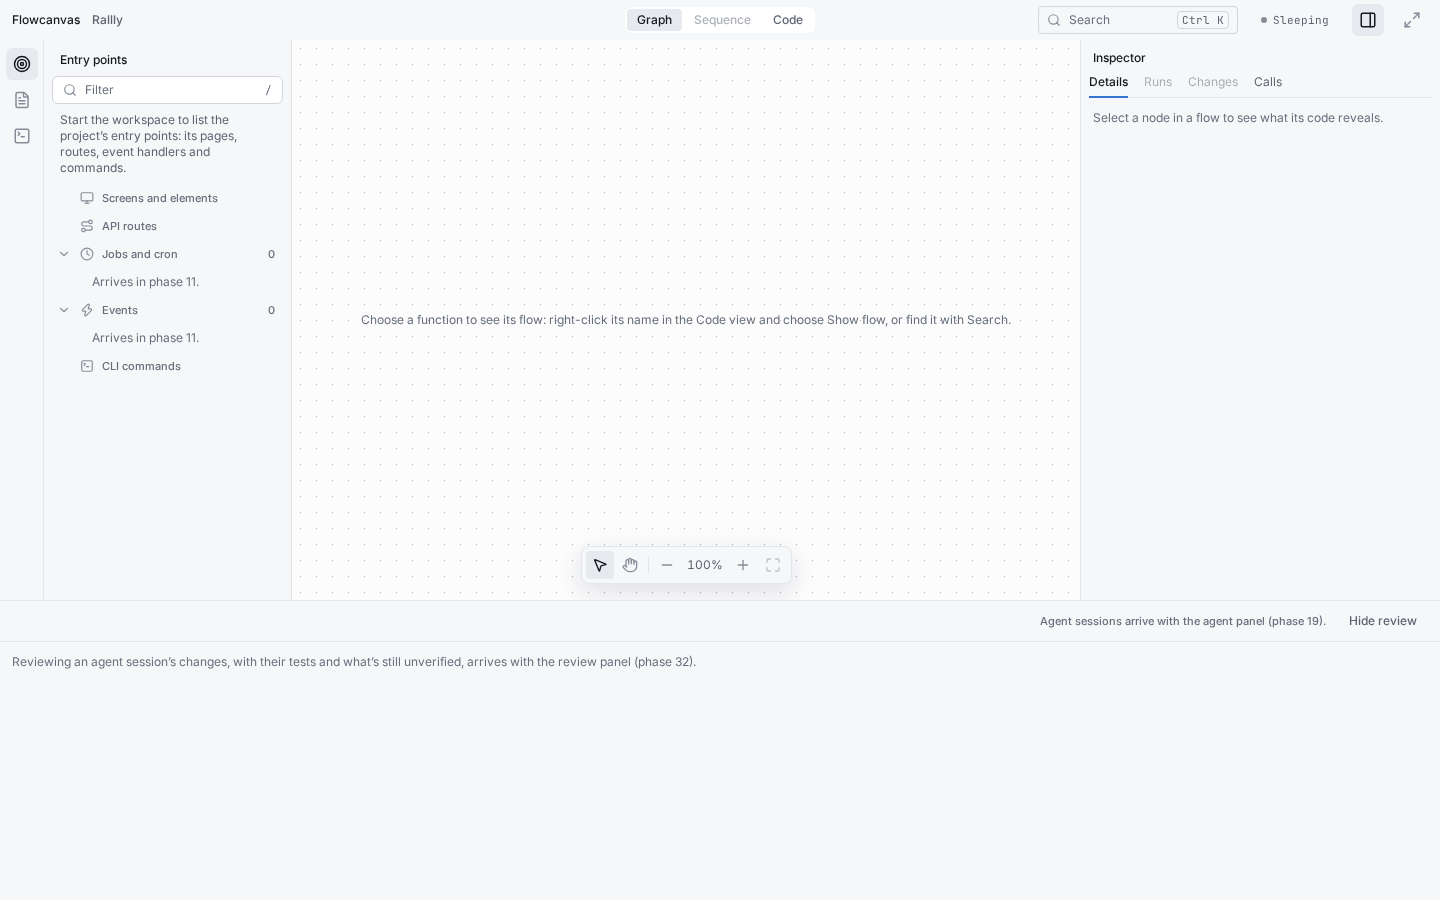 Flowcanvas Rallly
Graph Sequence Code
Search Ctrl K
Sleeping
Entry points
Filter /
Start the workspace to list the
project’s entry points: its pages,
routes, event handlers and
commands.
Screens and elements
API routes
Jobs and cron 0
Arrives in phase 11.
Events 0
Arrives in phase 11.
CLI commands
Choose a function to see its flow: right-click its name in the Code view and choose Show flow, or find it with Search.
100%
Inspector
Details Runs Changes Calls
Select a node in a flow to see what its code reveals.
Agent sessions arrive with the agent panel (phase 19). Hide review
Reviewing an agent session’s changes, with their tests and what’s still unverified, arrives with the review panel (phase 32).